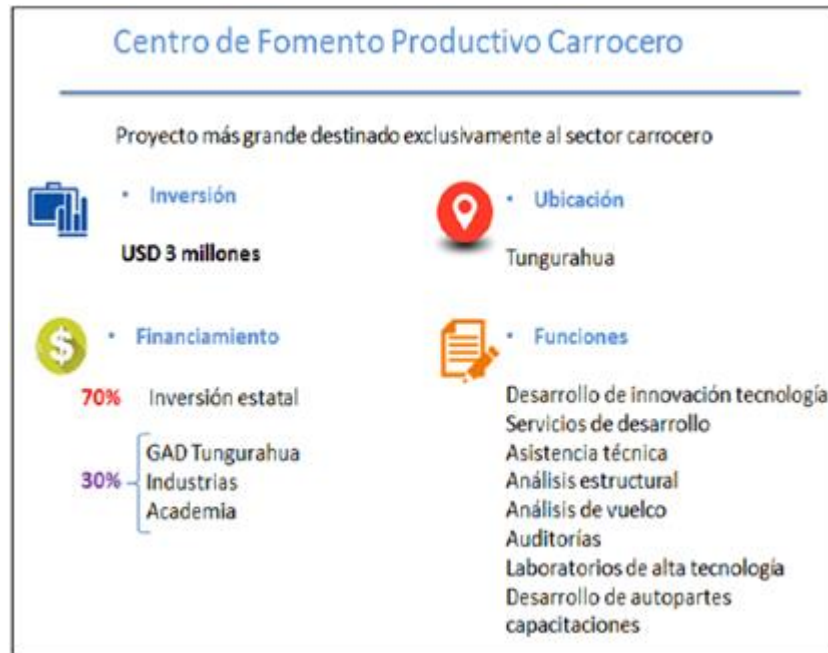 Centro de Fomento Productivo Carrocero
Proyecto más grande destinado exclusivamente al sector carrocero
• Inversión
USD 3 millones
• Ubicación
Tungurahua
$
• Financiamiento
70% Inversión estatal
30%
GAD Tungurahua
Industrias
Academia
• Funciones
Desarrollo de innovación tecnología
Servicios de desarrollo
Asistencia técnica
Análisis estructural
Análisis de vuelco
Auditorías
Laboratorios de alta tecnología
Desarrollo de autopartes
capacitaciones